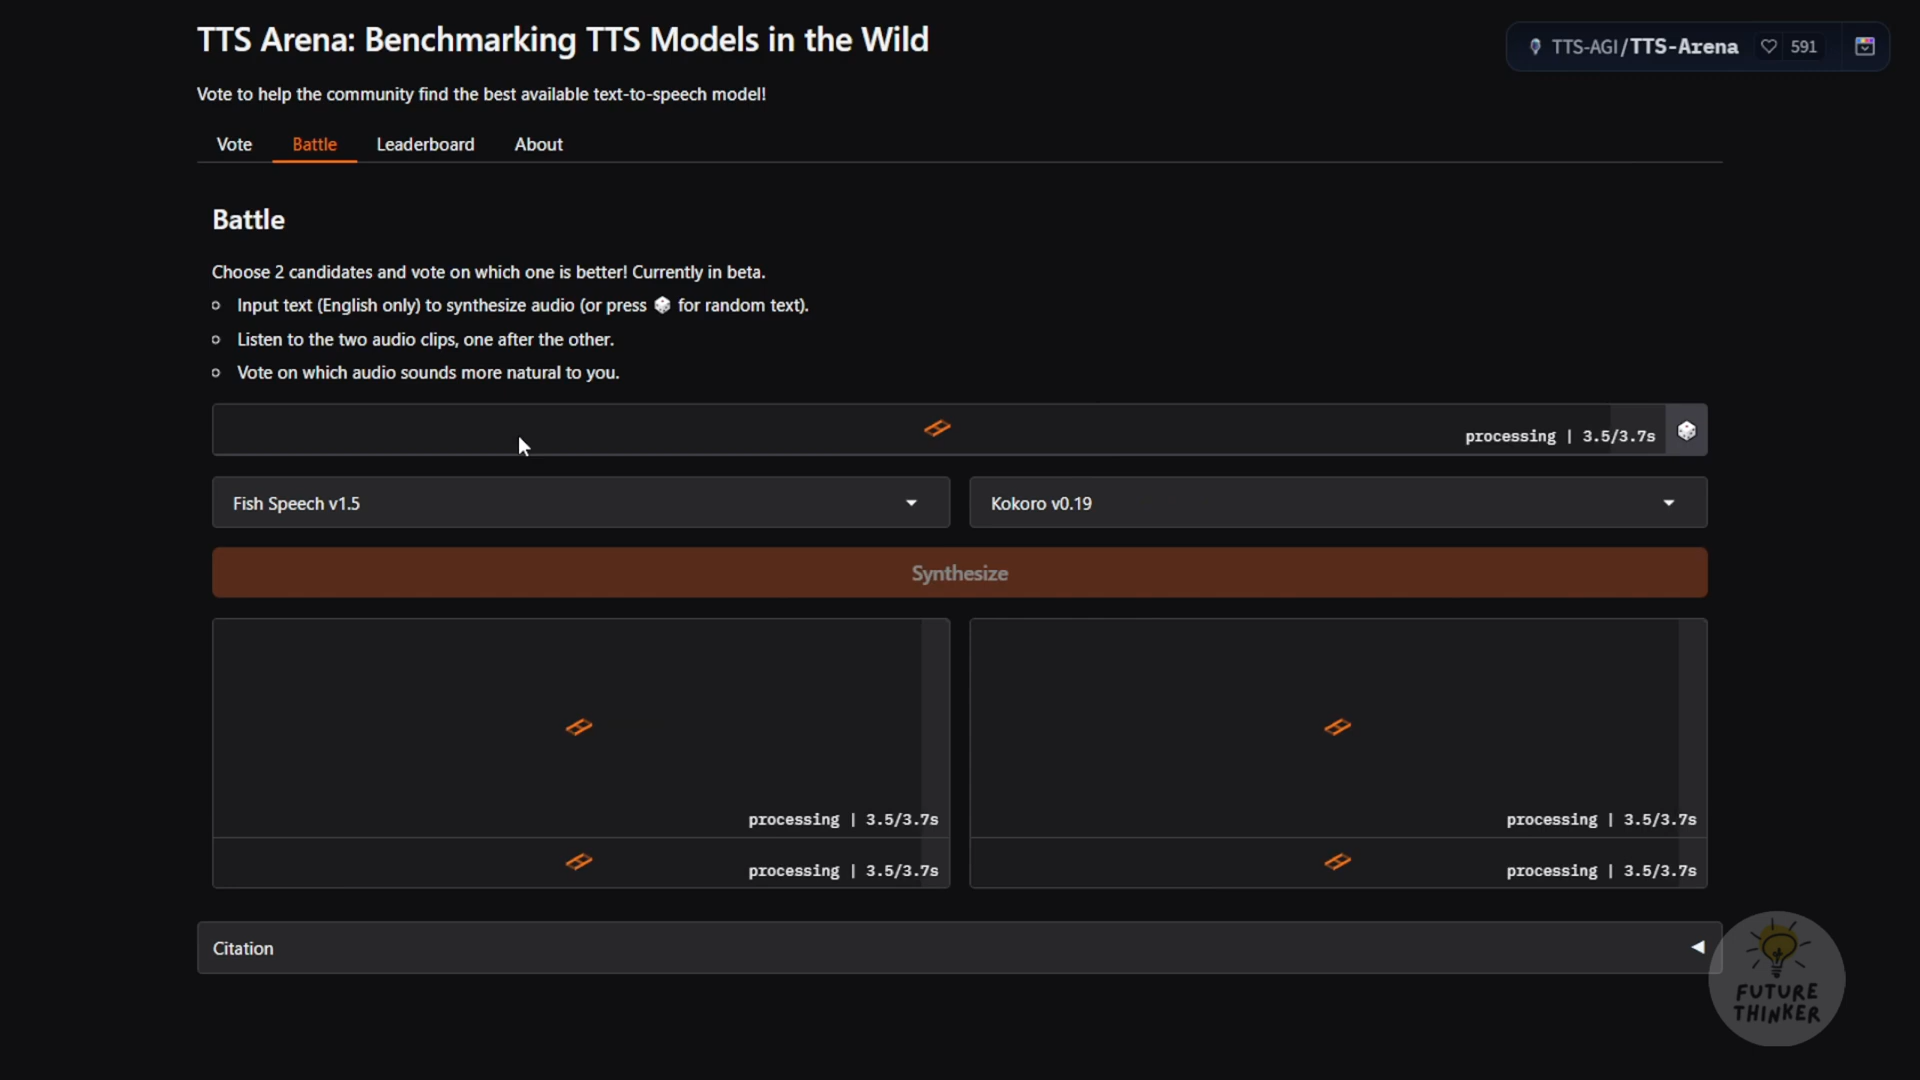 TTS Arena: Benchmarking TTS Models in the Wild
TTS-AGI/TTS-Arena 591
Vote to help the community find the best available text-to-speech model!
Vote Battle Leaderboard About
Battle
Choose 2 candidates and vote on which one is better! Currently in beta.
Input text (English only) to synthesize audio (or press 🎲 for random text).
Listen to the two audio clips, one after the other.
Vote on which audio sounds more natural to you.
processing | 3.5/3.7s
Fish Speech v1.5 Kokoro v0.19
Synthesize
processing | 3.5/3.7s processing | 3.5/3.7s
processing | 3.5/3.7s processing | 3.5/3.7s
Citation
FUTURE
THINKER